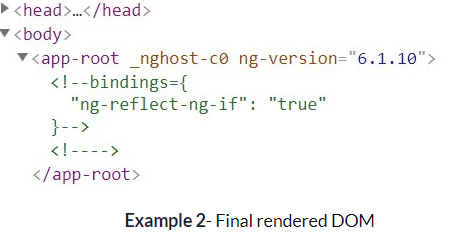 <head>…</head>
<body>
<app-root _nghost-c0 ng-version="6.1.10">
<!--bindings={
"ng-reflect-ng-if": "true"
}-->
<!---->
</app-root>
Example 2- Final rendered DOM